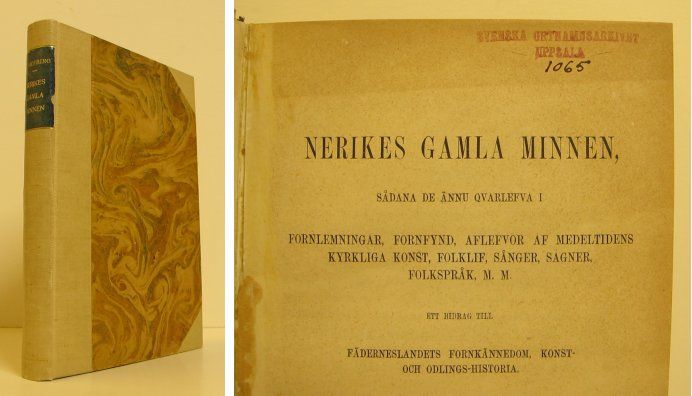 NERIKES
GAMLA
MINNEN
SVENSKA ORTNAMNSARKIVET
UPPSALA
1065
NERIKES GAMLA MINNEN,
SÅDANA DE ÄNNU QVARLEFVA I
FORNLEMNINGAR, FORNFYND, AFLEFVOR AF MEDELTIDENS
KYRKLIGA KONST, FOLKLIF, SÅNGER, SÄGNER,
FOLKSPRÅK, M. M.
ETT BIDRAG TILL
FÄDERNESLANDETS FORNKÄNNEDOM, KONST-
OCH ODLINGS-HISTORIA.